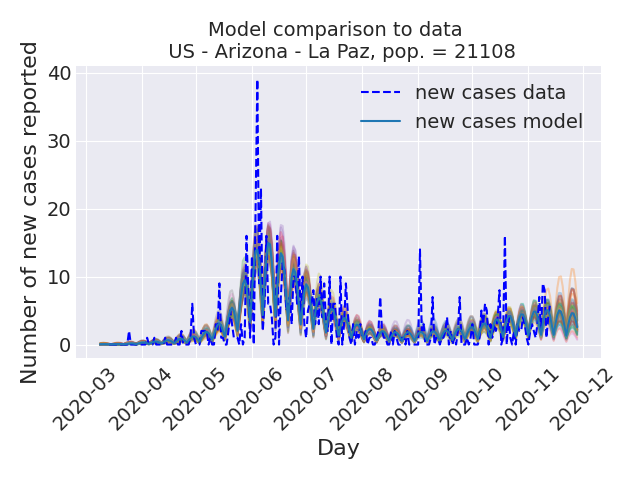 Model comparison to data
US - Arizona - La Paz, pop. = 21108
Number of new cases reported
40
30
20
10
0
new cases data
new cases model
2020-03
2020-04
2020-05
2020-06
2020-07
2020-08
2020-09
2020-10
2020-11
2020-12
Day